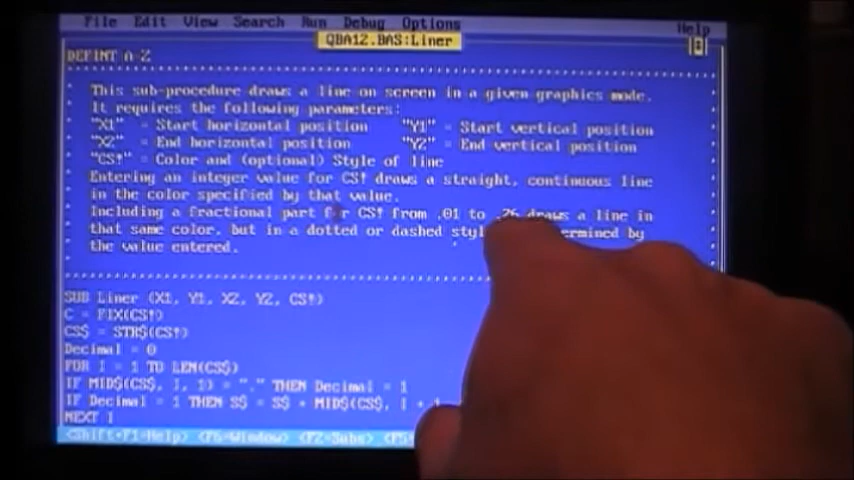 File Edit View Search Run Debug Options Help
QBA12.BAS:Liner
DEFINT A-Z
This sub-procedure draws a line on screen in a given graphics mode.
It requires the following parameters:
"X1" = Start horizontal position "Y1" = Start vertical position
"X2" = End horizontal position "Y2" = End vertical position
"CS!" = Color and (optional) Style of line
Entering an integer value for CS! draws a straight, continuous line
in the color specified by that value.
Including a fractional part for CS! from .01 to .26 draws a line in
that same color, but in a dotted or dashed by
the value entered.
SUB Liner (X1, Y1, X2, Y2, CS!)
C = FIX(CS!)
CS$ = STR$(CS!)
Decimal = 0
FOR I = 1 TO LEN(CS$)
IF MID$(CS$, I, 1) = "." THEN Decimal = 1
IF Decimal = 1 THEN S$ = S$ + MID$(CS$, I + 1
NEXT I
<Shift+F1=Help> <F6=Window> <F2=Subs> <F5=